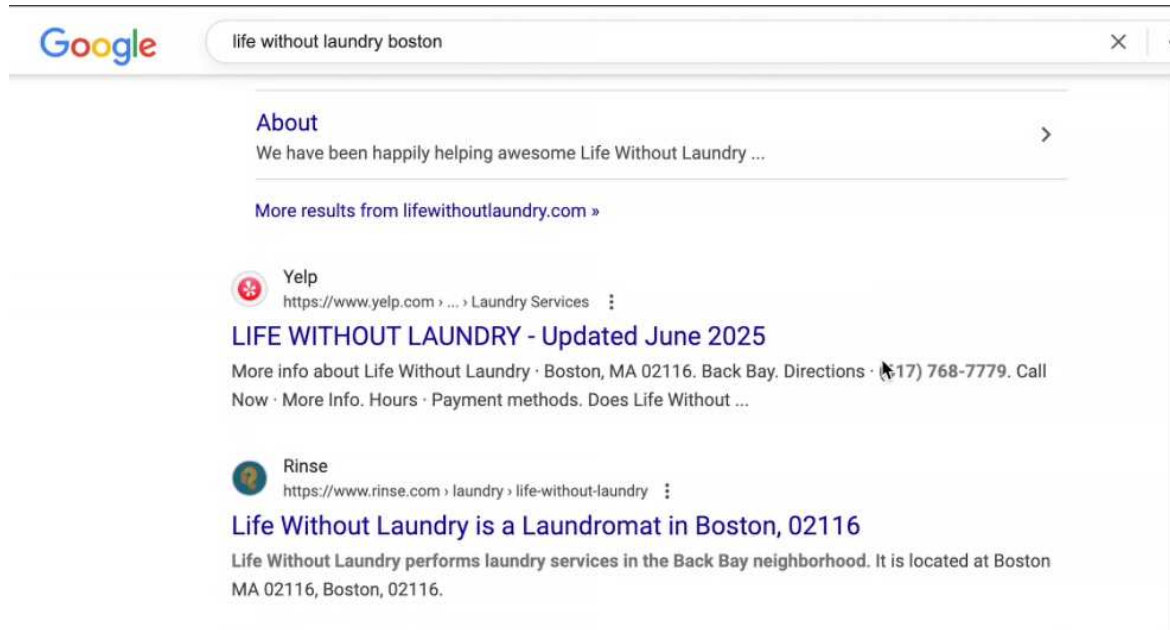 Google
life without laundry boston
About
We have been happily helping awesome Life Without Laundry ...
More results from lifewithoutlaundry.com »
Yelp
https://www.yelp.com › ... › Laundry Services
LIFE WITHOUT LAUNDRY - Updated June 2025
More info about Life Without Laundry · Boston, MA 02116. Back Bay. Directions · 17) 768-7779. Call
Now · More Info. Hours · Payment methods. Does Life Without ...
Rinse
https://www.rinse.com › laundry › life-without-laundry
Life Without Laundry is a Laundromat in Boston, 02116
Life Without Laundry performs laundry services in the Back Bay neighborhood. It is located at Boston
MA 02116, Boston, 02116.